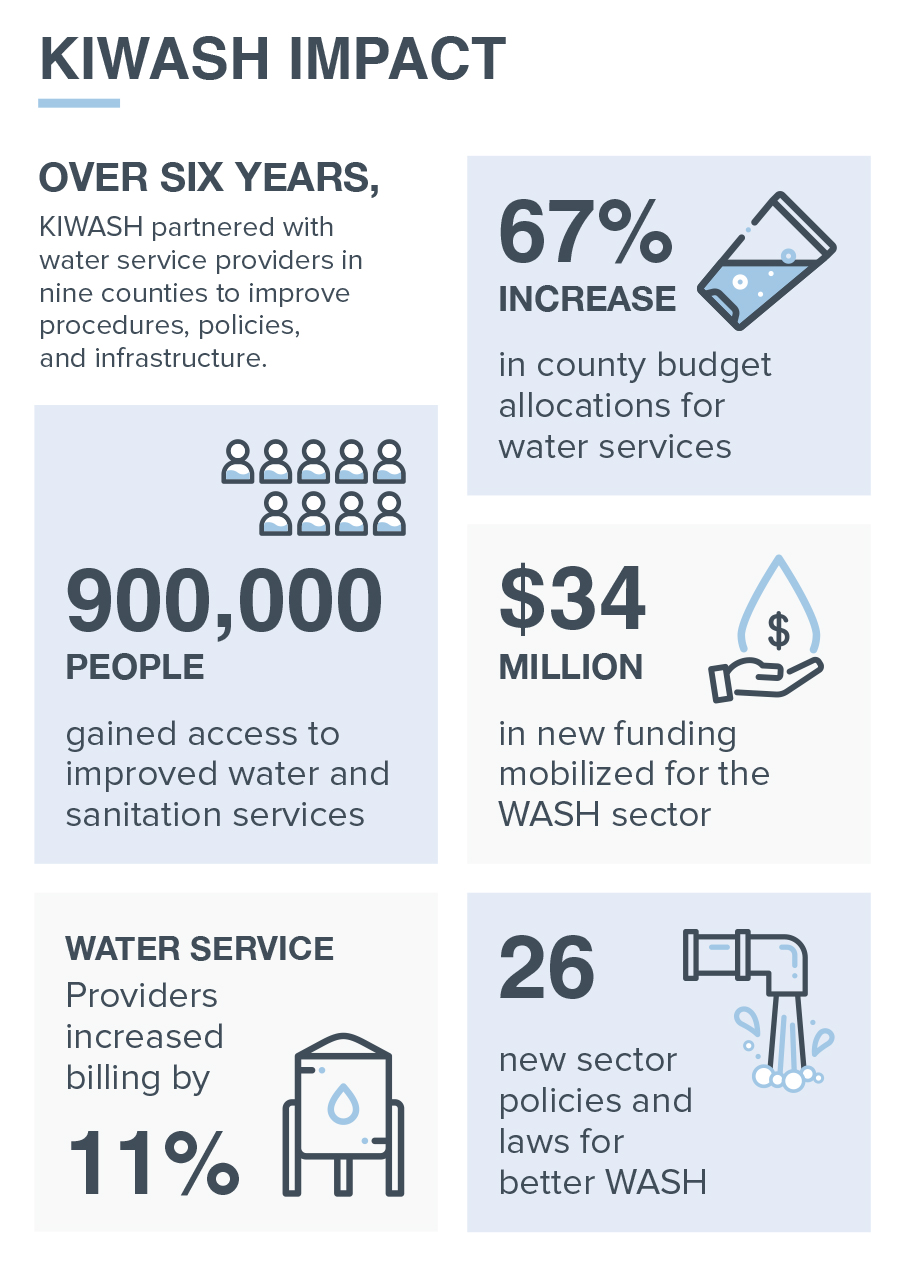 KIWASH IMPACT
OVER SIX YEARS,
KIWASH partnered with
water service providers in
nine counties to improve
procedures, policies,
and infrastructure.
900,000
PEOPLE
gained access to
improved water and
sanitation services
WATER SERVICE
Providers
increased
billing by
11%
67%
INCREASE
in county budget
allocations for
water services
$34
MILLION
$
in new funding
mobilized for the
WASH sector
26
new sector
policies and
laws for
better WASH